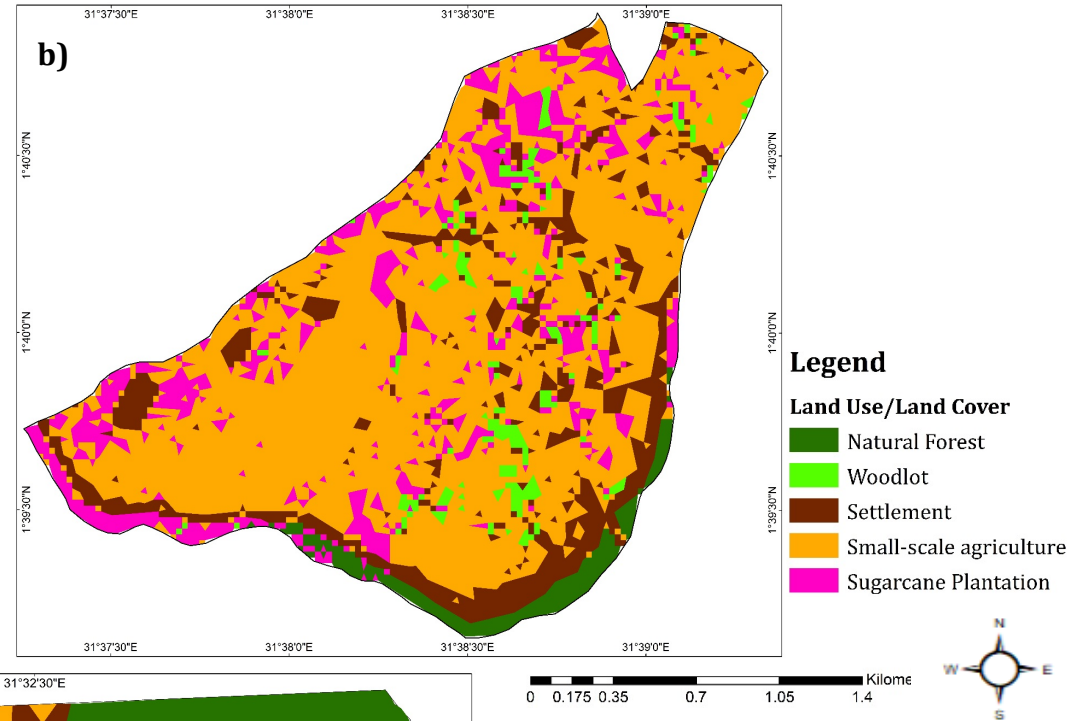 31°37'30"E 31°38'0"E 31°38'30"E 31°39'0"E
b)
1°40'30"N 1°40'30"N
1°40'0"N 1°40'0"N
1°39'30"N 1°39'30"N
31°37'30"E 31°38'0"E 31°38'30"E 31°39'0"E
Legend
Land Use/Land Cover
Natural Forest
Woodlot
Settlement
Small-scale agriculture
Sugarcane Plantation
N
W E
S
31°32'30"E
Kilome
0 0.175 0.35 0.7 1.05 1.4